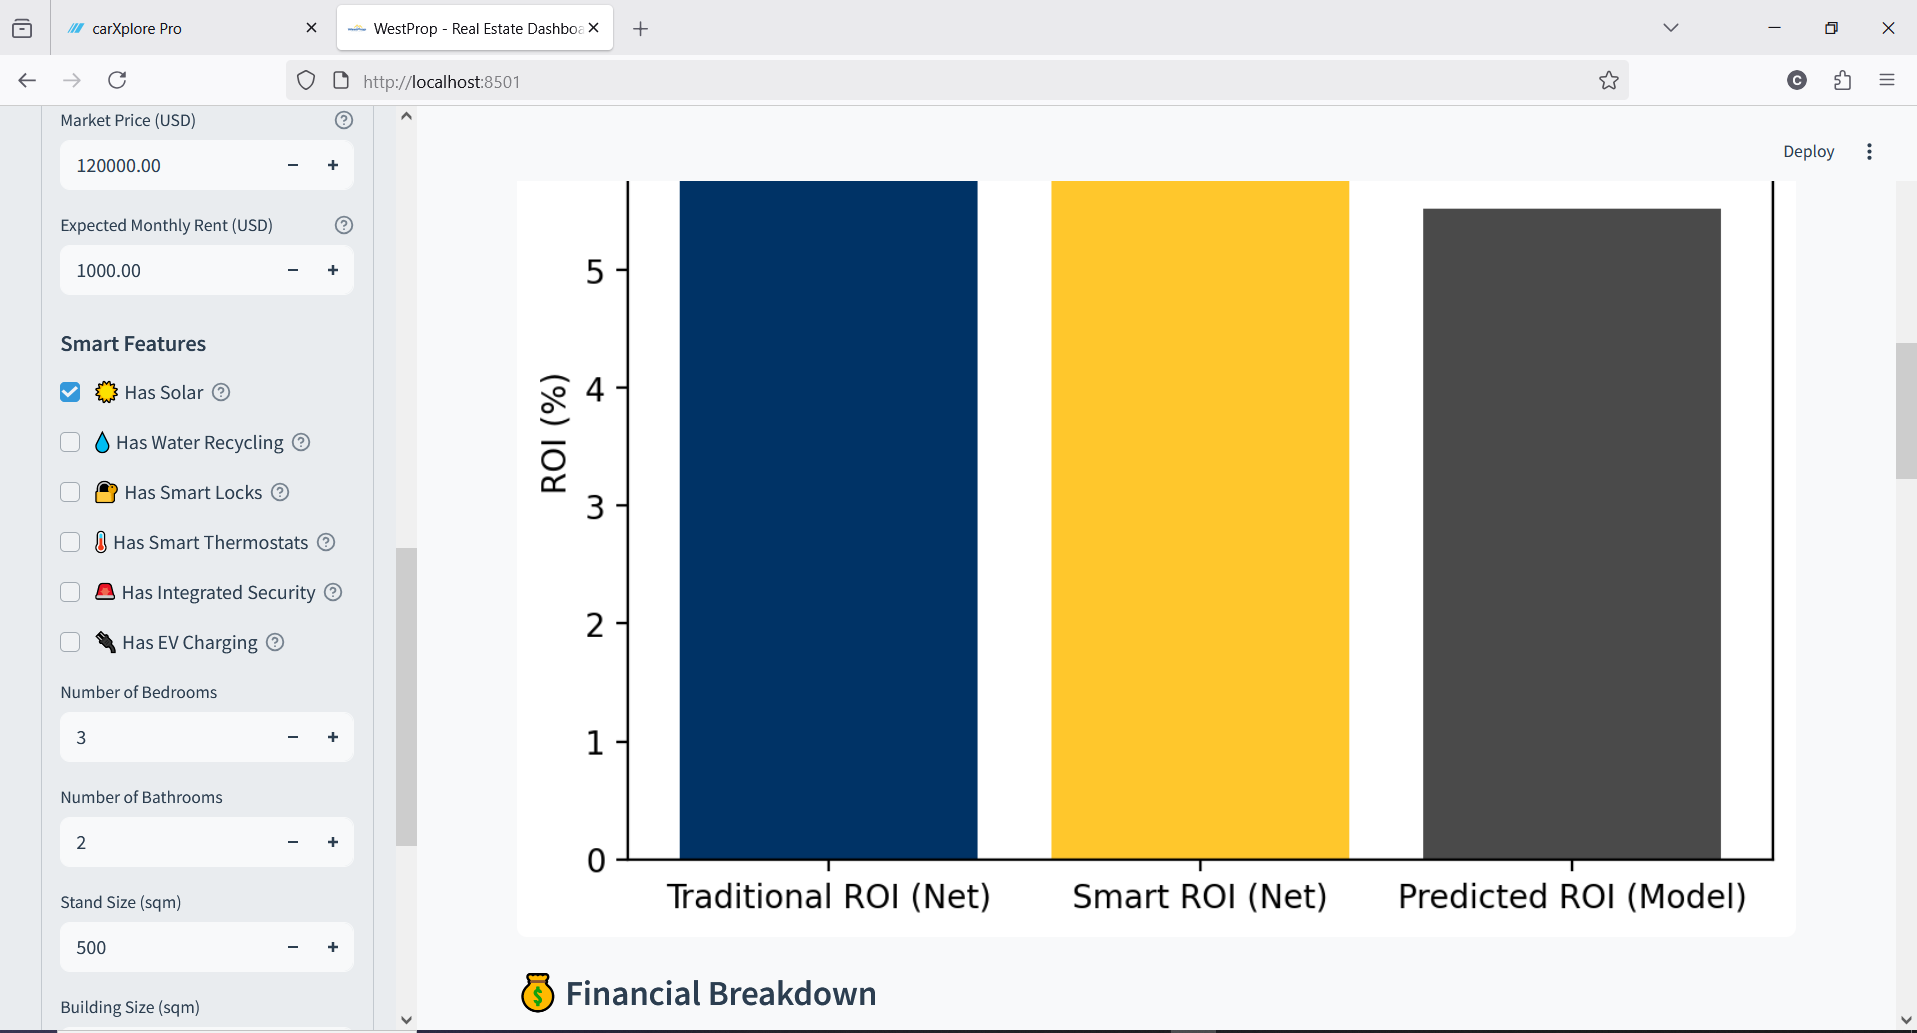 carXplore Pro
WestProp - Real Estate Dashboa
http://localhost:8501
C
Market Price (USD)
120000.00
Expected Monthly Rent (USD)
1000.00
Smart Features
Has Solar
Has Water Recycling
Has Smart Locks
Has Smart Thermostats
Has Integrated Security
Has EV Charging
Number of Bedrooms
3
Number of Bathrooms
2
Stand Size (sqm)
500
Building Size (sqm)
Deploy
ROI (%)
5
4
3
2
1
0
Traditional ROI (Net)
Smart ROI (Net)
Predicted ROI (Model)
Financial Breakdown